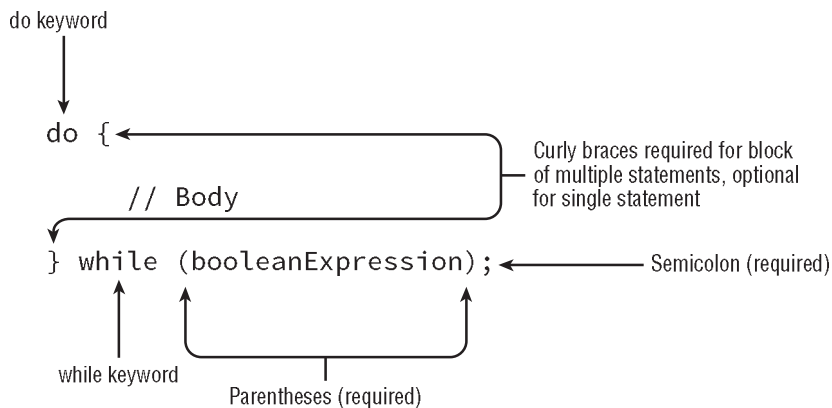 do keyword
do {
Curly braces required for block
of multiple statements, optional
for single statement
// Body
} while (booleanExpression);
Semicolon (required)
while keyword
Parentheses (required)